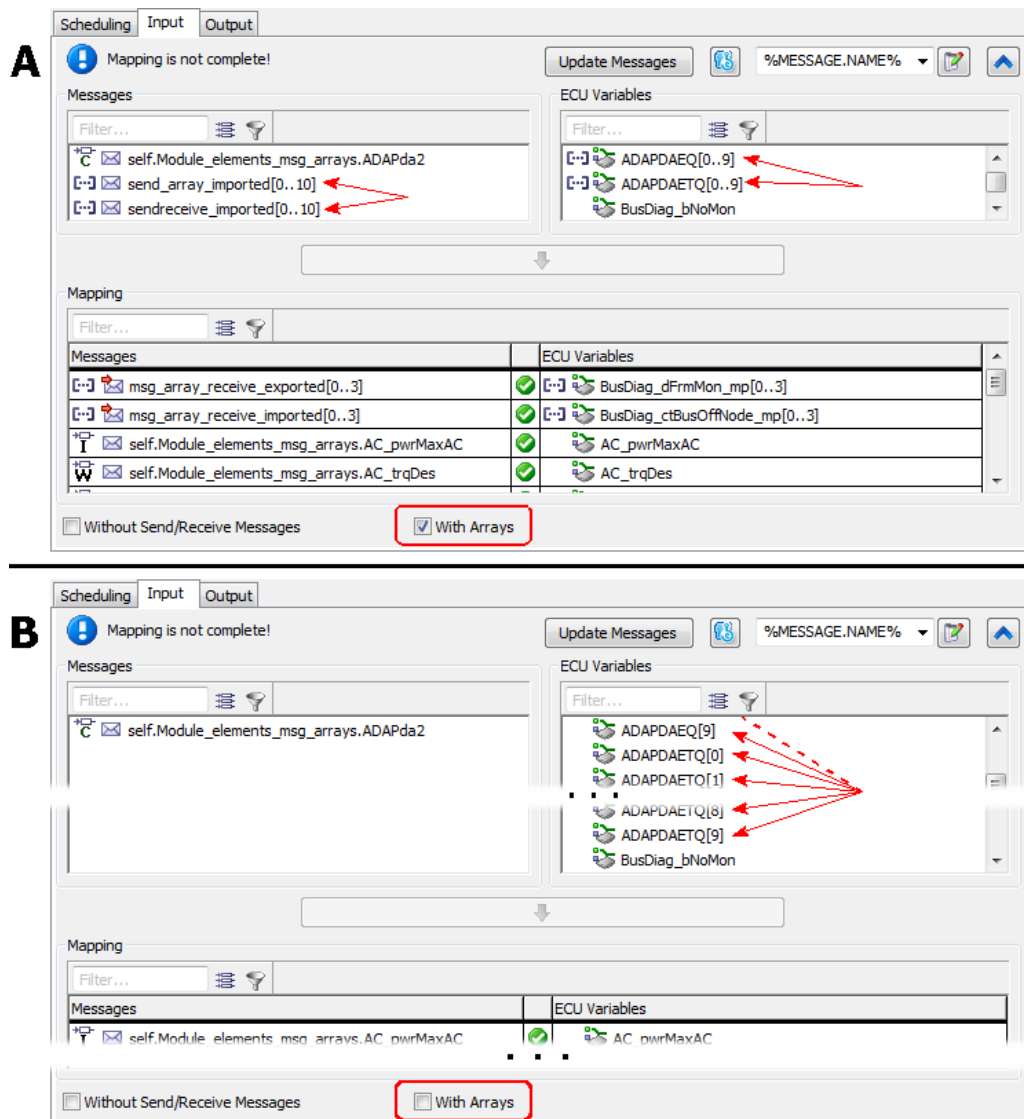 Scheduling Input Output
A
Mapping is not complete!
Update Messages
%MESSAGE.NAME%
Messages
ECU Variables
Filter...
Filter...
C self.Module_elements_msg_arrays.ADAPda2
ADAPDAEQ[0..9]
send_array_imported[0..10]
ADAPDAETQ[0..9]
sendreceive_imported[0..10]
BusDiag_bNoMon
Mapping
Filter...
Messages ECU Variables
msg_array_receive_exported[0..3] BusDiag_dFrmMon_mp[0..3]
msg_array_receive_imported[0..3] BusDiag_ctBusOffNode_mp[0..3]
I self.Module_elements_msg_arrays.AC_pwrMaxAC AC_pwrMaxAC
W self.Module_elements_msg_arrays.AC_trqDes AC_trqDes
Without Send/Receive Messages With Arrays
Scheduling Input Output
B
Mapping is not complete!
Update Messages
%MESSAGE.NAME%
Messages
ECU Variables
Filter...
Filter...
C self.Module_elements_msg_arrays.ADAPda2
ADAPDAEQ[9]
ADAPDAETQ[0]
ADAPDAETQ[1]
. . .
ADAPDAETQ[8]
ADAPDAETQ[9]
BusDiag_bNoMon
Mapping
Filter...
Messages ECU Variables
I self.Module_elements_msg_arrays.AC_pwrMaxAC AC_pwrMaxAC
. . .
Without Send/Receive Messages With Arrays